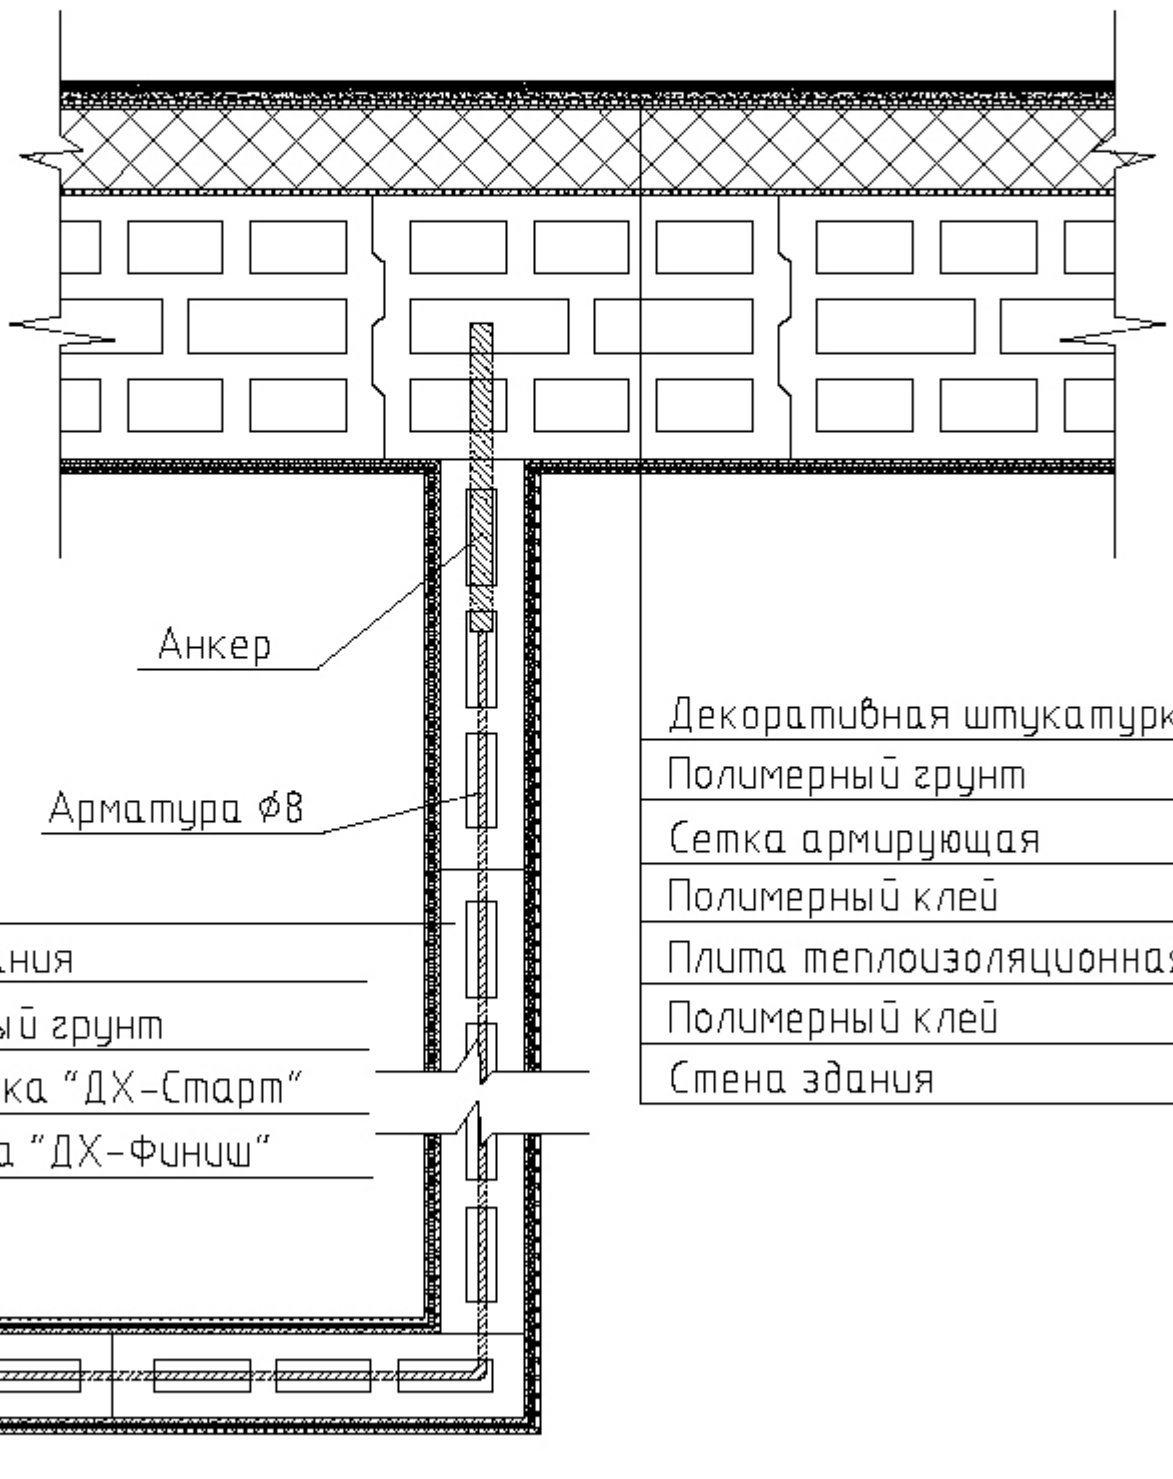 Анкер
Арматура ⌀8
ания
ый грунт
ка "ДХ-Старт"
а "ДХ-Финиш"
Декоративная штукатурк
Полимерный грунт
Сетка армирующая
Полимерный клей
Плита теплоизоляционная
Полимерный клей
Стена здания